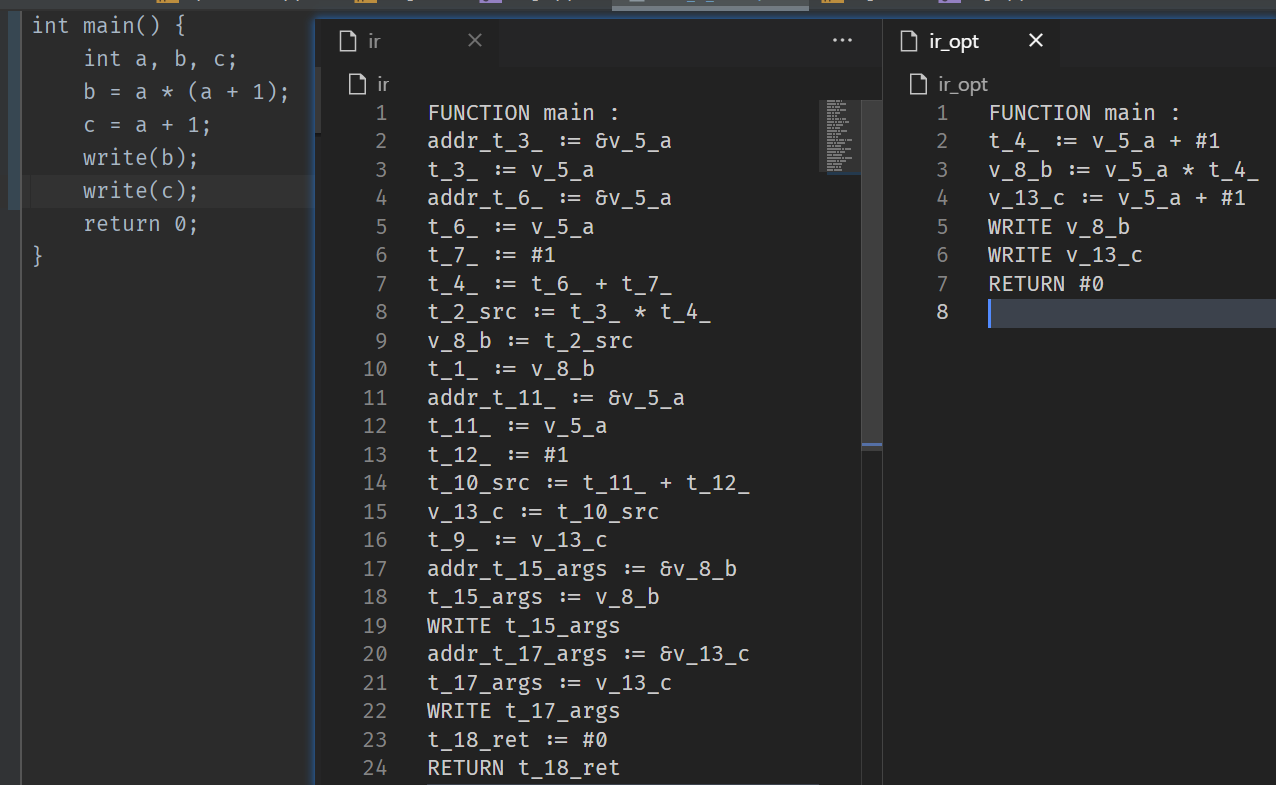 int main() {
int a, b, c;
b = a * (a + 1);
c = a + 1;
write(b);
write(c);
return 0;
}
ir
ir
1 FUNCTION main :
2 addr_t_3_ := &v_5_a
3 t_3_ := v_5_a
4 addr_t_6_ := &v_5_a
5 t_6_ := v_5_a
6 t_7_ := #1
7 t_4_ := t_6_ + t_7_
8 t_2_src := t_3_ * t_4_
9 v_8_b := t_2_src
10 t_1_ := v_8_b
11 addr_t_11_ := &v_5_a
12 t_11_ := v_5_a
13 t_12_ := #1
14 t_10_src := t_11_ + t_12_
15 v_13_c := t_10_src
16 t_9_ := v_13_c
17 addr_t_15_args := &v_8_b
18 t_15_args := v_8_b
19 WRITE t_15_args
20 addr_t_17_args := &v_13_c
21 t_17_args := v_13_c
22 WRITE t_17_args
23 t_18_ret := #0
24 RETURN t_18_ret
ir_opt
ir_opt
1 FUNCTION main :
2 t_4_ := v_5_a + #1
3 v_8_b := v_5_a * t_4_
4 v_13_c := v_5_a + #1
5 WRITE v_8_b
6 WRITE v_13_c
7 RETURN #0
8